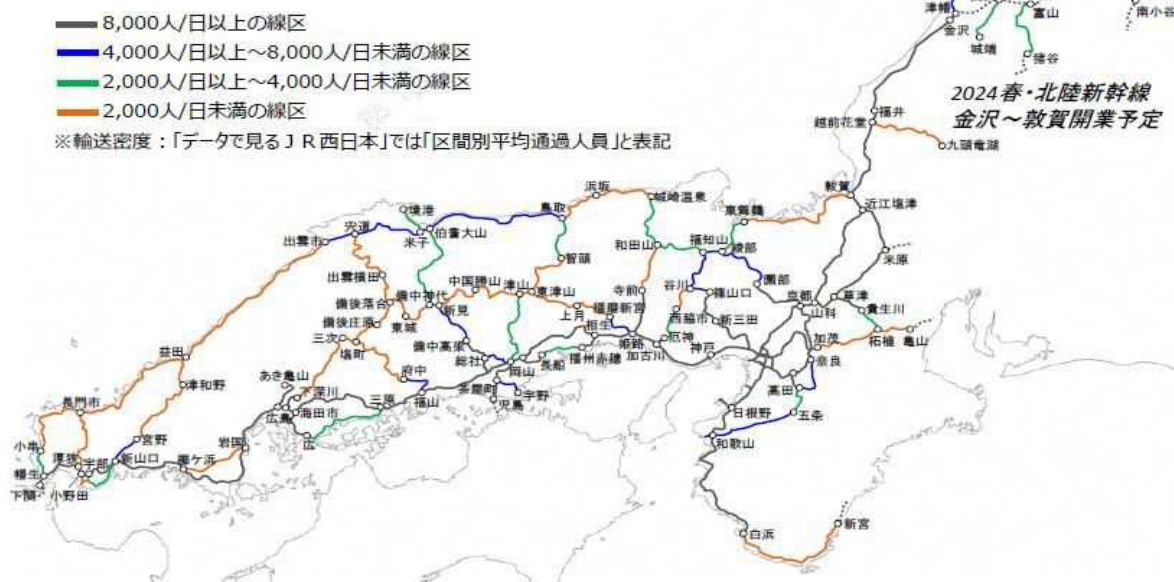 8,000人/日以上の線区
4,000人/日以上～8,000人/日未満の線区
2,000人/日以上～4,000人/日未満の線区
2,000人/日未満の線区
※輸送密度：「データで見るＪＲ西日本」では「区間別平均通過人員」と表記
津幡
富山
南小谷
金沢
城端
猪谷
2024春･北陸新幹線
金沢～敦賀開業予定
福井
越前花堂
九頭竜湖
敦賀
近江塩津
浜坂
城崎温泉
東舞鶴
境港
鳥取
宍道
米子
伯耆大山
出雲市
和田山
福知山
綾部
米原
智頭
出雲横田
中国勝山
津山
東津山
寺前
谷川
篠山口
園部
京都
山科
草津
貴生川
備後落合
備中神代
新見
東城
上月
播磨新宮
西脇市
新三田
備後庄原
三次
塩町
備中高梁
相生
姫路
厄神
神戸
加古川
加茂
柘植
亀山
益田
総社
岡山
長船
播州赤穂
奈良
津和野
あき亀山
下深川
府中
茶屋町
宇野
児島
高田
長門市
広島
海田市
三原
福山
日根野
五条
小串
宮野
岩国
広
和歌山
厚狭
宇部
新山口
櫛ケ浜
幡生
下関
小野田
白浜
新宮